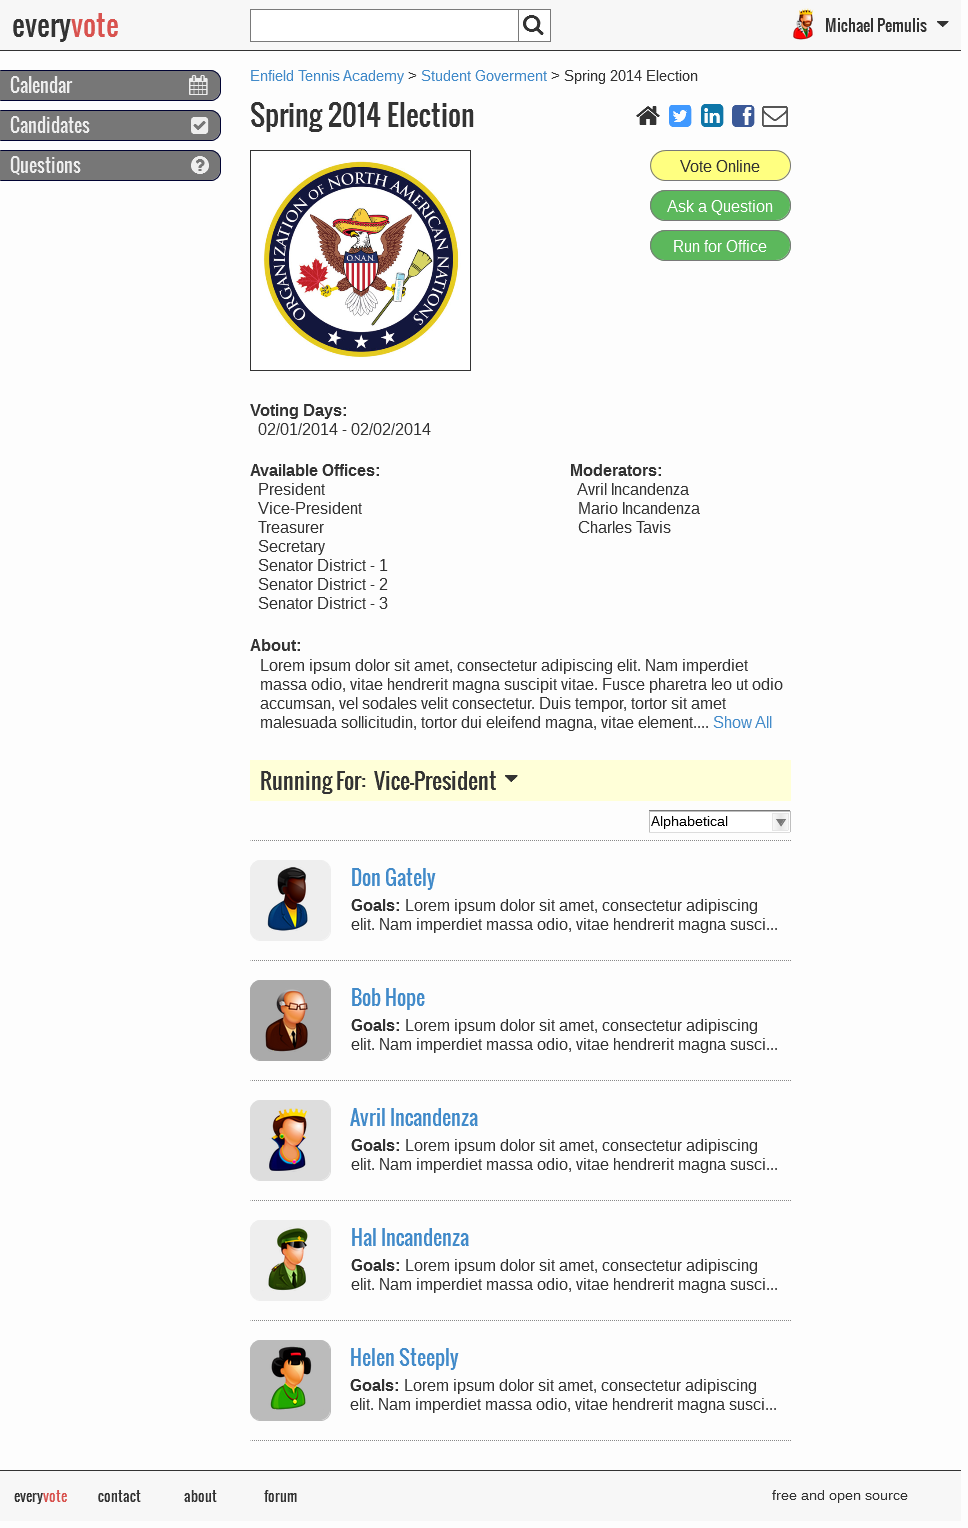 everyvote
Michael Pemulis
Calendar
Candidates
Questions
Enfield Tennis Academy > Student Goverment > Spring 2014 Election
Spring 2014 Election
ORGANIZATION OF NORTH AMERICAN NATIONS
O.N.A.N.
Vote Online
Ask a Question
Run for Office
Voting Days:
02/01/2014 - 02/02/2014
Available Offices:
President
Vice-President
Treasurer
Secretary
Senator District - 1
Senator District - 2
Senator District - 3
Moderators:
Avril Incandenza
Mario Incandenza
Charles Tavis
About:
Lorem ipsum dolor sit amet, consectetur adipiscing elit. Nam imperdiet
massa odio, vitae hendrerit magna suscipit vitae. Fusce pharetra leo ut odio
accumsan, vel sodales velit consectetur. Duis tempor, tortor sit amet
malesuada sollicitudin, tortor dui eleifend magna, vitae element.... Show All
Running For: Vice-President
Alphabetical
Don Gately
Goals: Lorem ipsum dolor sit amet, consectetur adipiscing
elit. Nam imperdiet massa odio, vitae hendrerit magna susci...
Bob Hope
Goals: Lorem ipsum dolor sit amet, consectetur adipiscing
elit. Nam imperdiet massa odio, vitae hendrerit magna susci...
Avril Incandenza
Goals: Lorem ipsum dolor sit amet, consectetur adipiscing
elit. Nam imperdiet massa odio, vitae hendrerit magna susci...
Hal Incandenza
Goals: Lorem ipsum dolor sit amet, consectetur adipiscing
elit. Nam imperdiet massa odio, vitae hendrerit magna susci...
Helen Steeply
Goals: Lorem ipsum dolor sit amet, consectetur adipiscing
elit. Nam imperdiet massa odio, vitae hendrerit magna susci...
everyvote contact about forum free and open source